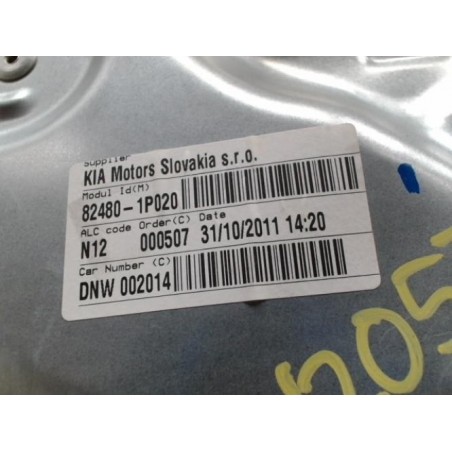 Supplier
KIA Motors Slovakia s.r.o.
Modul Id(M)
82480-1P020
ALC code Order(C) Date
N12 000507 31/10/2011 14:20
Car Number (C)
DNW 002014